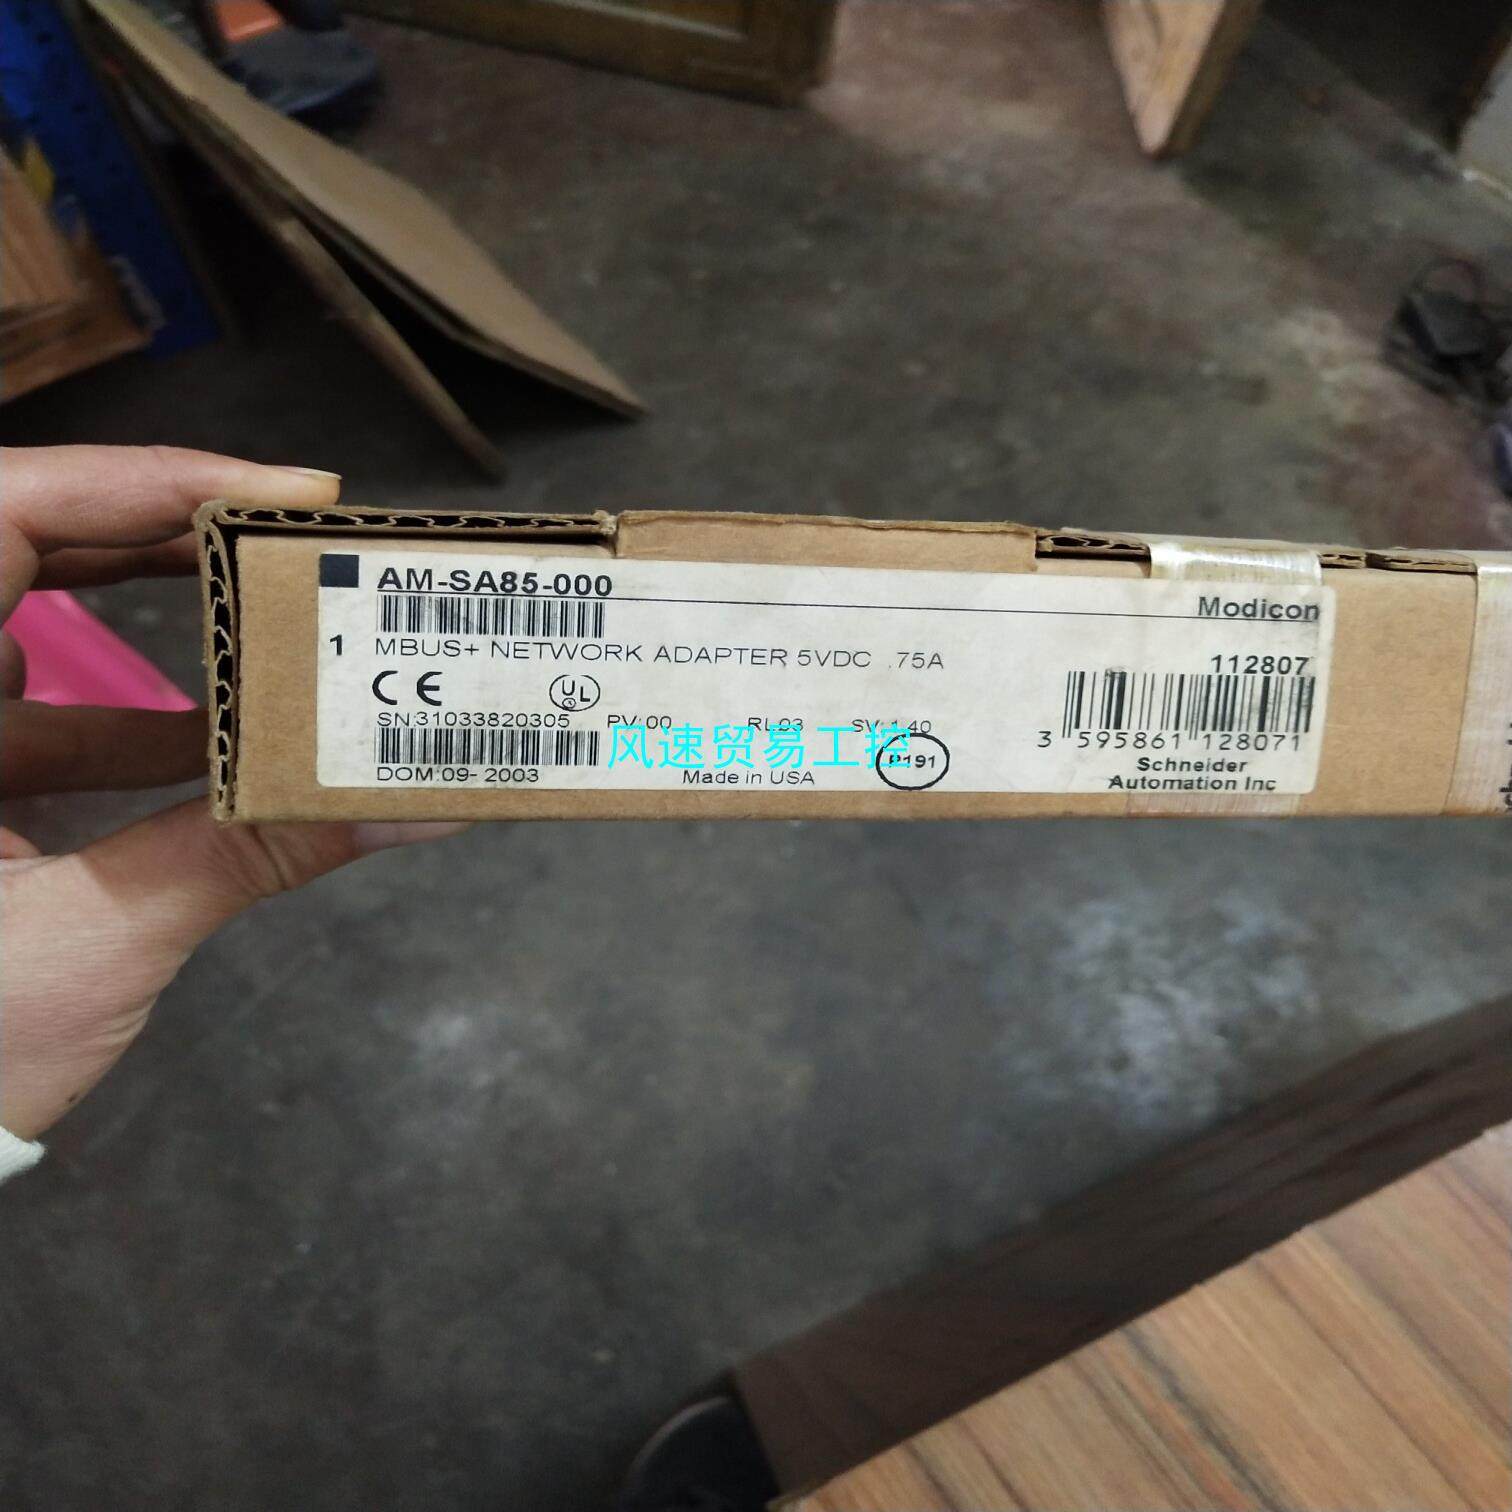 AM-SA85-000
Modicon
1 MBUS+ NETWORK ADAPTER 5VDC .75A
112807
CE UL
SN:31033820305 PV:00 RL:03 SV:1.40
3 595861 128071
风速贸易工控
P191
DOM:09-2003 Made in USA
Schneider
Automation Inc